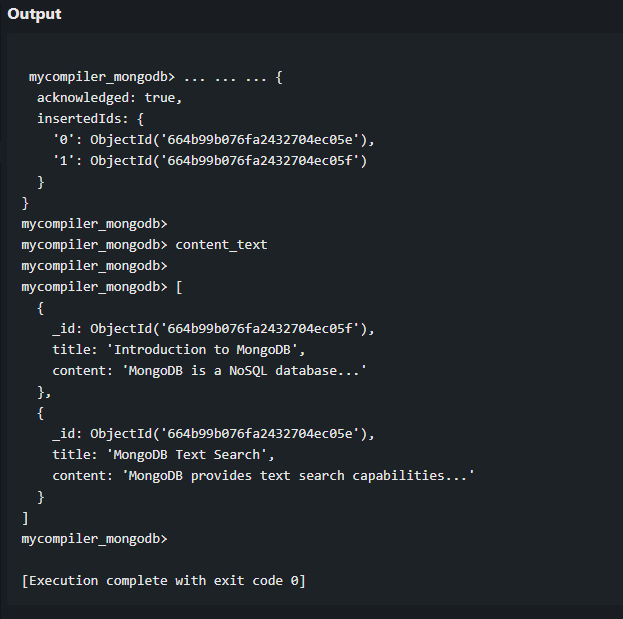 Output
mycompiler_mongodb> ... ... ... {
  acknowledged: true,
  insertedIds: {
    '0': ObjectId('664b99b076fa2432704ec05e'),
    '1': ObjectId('664b99b076fa2432704ec05f')
  }
}
mycompiler_mongodb>
mycompiler_mongodb> content_text
mycompiler_mongodb>
mycompiler_mongodb> [
  {
    _id: ObjectId('664b99b076fa2432704ec05f'),
    title: 'Introduction to MongoDB',
    content: 'MongoDB is a NoSQL database...'
  },
  {
    _id: ObjectId('664b99b076fa2432704ec05e'),
    title: 'MongoDB Text Search',
    content: 'MongoDB provides text search capabilities...'
  }
]
mycompiler_mongodb>
[Execution complete with exit code 0]